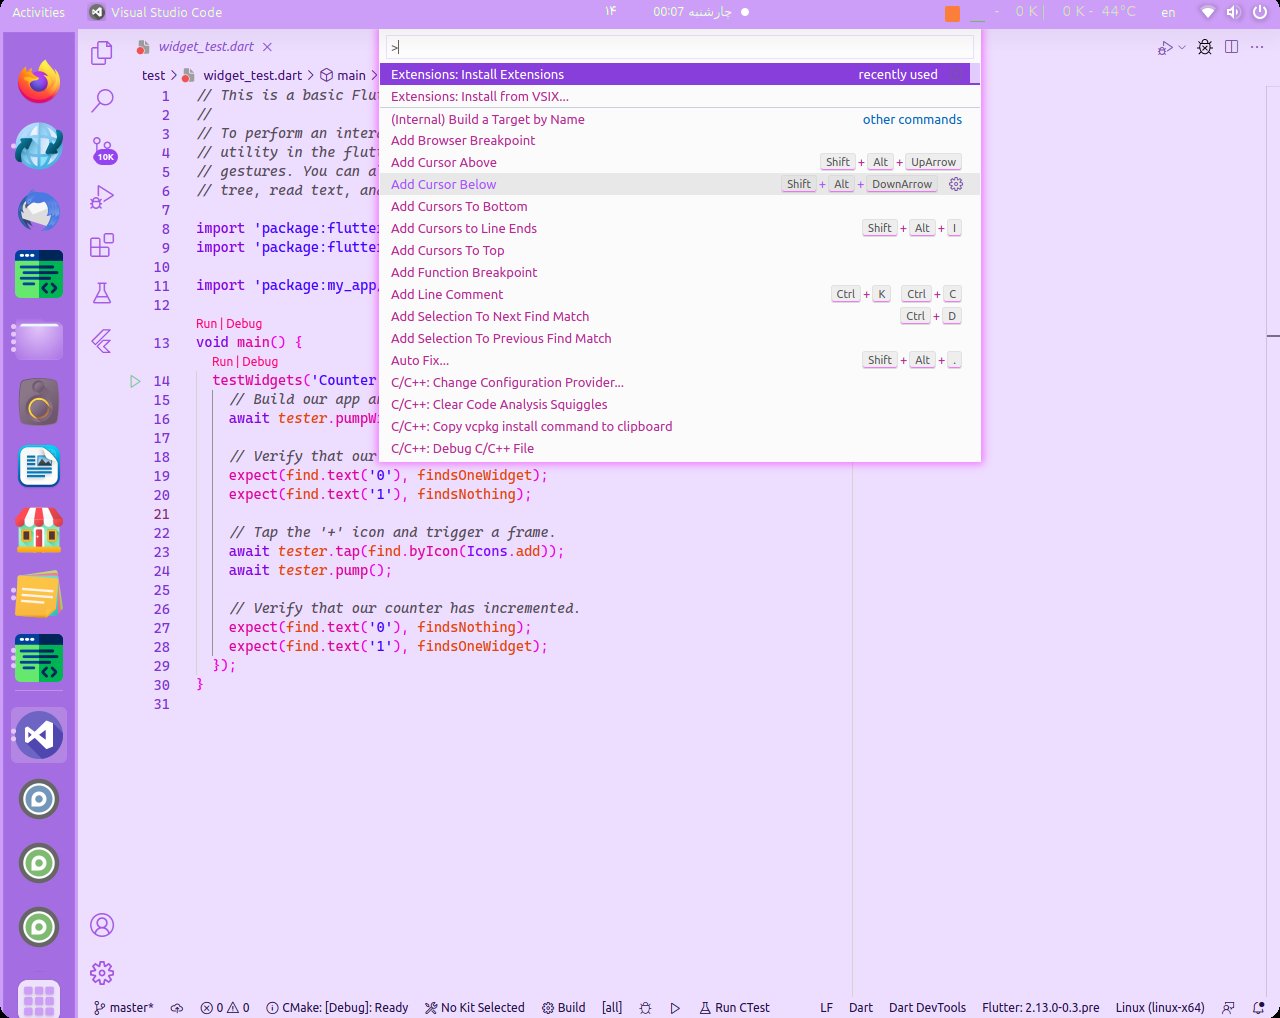 Activities Visual Studio Code ۱۴ 00:07 چارشنبه - 0 K | 0 K - 44°C en
widget_test.dart
>
test > widget_test.dart > main >
Extensions: Install Extensions recently used
Extensions: Install from VSIX...
(Internal) Build a Target by Name other commands
Add Browser Breakpoint
Add Cursor Above Shift + Alt + UpArrow
Add Cursor Below Shift + Alt + DownArrow
Add Cursors To Bottom
Add Cursors to Line Ends Shift + Alt + I
Add Cursors To Top
Add Function Breakpoint
Add Line Comment Ctrl + K Ctrl + C
Add Selection To Next Find Match Ctrl + D
Add Selection To Previous Find Match
Auto Fix... Shift + Alt + .
C/C++: Change Configuration Provider...
C/C++: Clear Code Analysis Squiggles
C/C++: Copy vcpkg install command to clipboard
C/C++: Debug C/C++ File
10K
1 // This is a basic Flu
2 //
3 // To perform an inter
4 // utility in the flut
5 // gestures. You can a
6 // tree, read text, an
7
8 import 'package:flutte
9 import 'package:flutte
10
11 import 'package:my_app
12
Run | Debug
13 void main() {
Run | Debug
14 testWidgets('Counter
15 // Build our app a
16 await tester.pumpW
17
18 // Verify that our
19 expect(find.text('0'), findsOneWidget);
20 expect(find.text('1'), findsNothing);
21
22 // Tap the '+' icon and trigger a frame.
23 await tester.tap(find.byIcon(Icons.add));
24 await tester.pump();
25
26 // Verify that our counter has incremented.
27 expect(find.text('0'), findsNothing);
28 expect(find.text('1'), findsOneWidget);
29 });
30 }
31
master* 0 0 CMake: [Debug]: Ready No Kit Selected Build [all] Run CTest LF Dart Dart DevTools Flutter: 2.13.0-0.3.pre Linux (linux-x64)